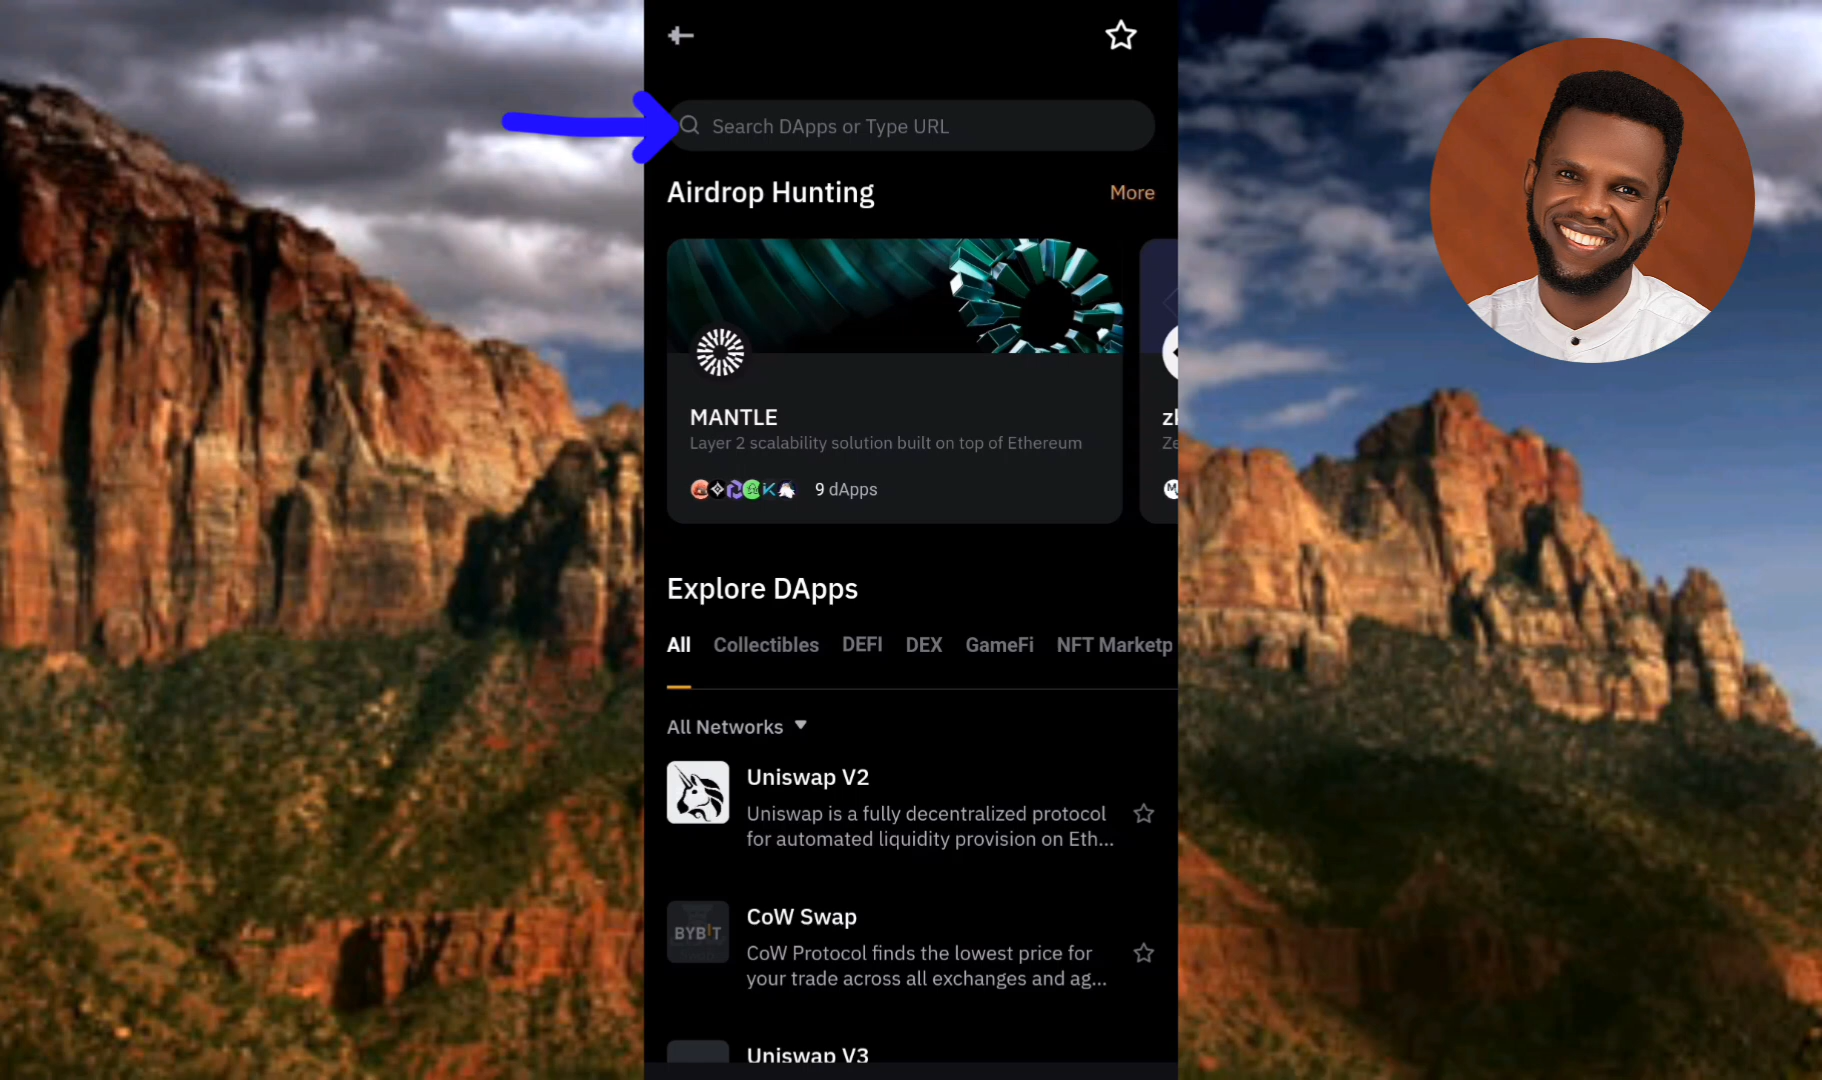 Search DApps or Type URL
Airdrop Hunting
More
MANTLE
Layer 2 scalability solution built on top of Ethereum
9 dApps
Explore DApps
All Collectibles DEFI DEX GameFi NFT Marketp
All Networks
Uniswap V2
Uniswap is a fully decentralized protocol
for automated liquidity provision on Eth...
BYBIT
CoW Swap
CoW Protocol finds the lowest price for
your trade across all exchanges and ag...
Uniswap V3